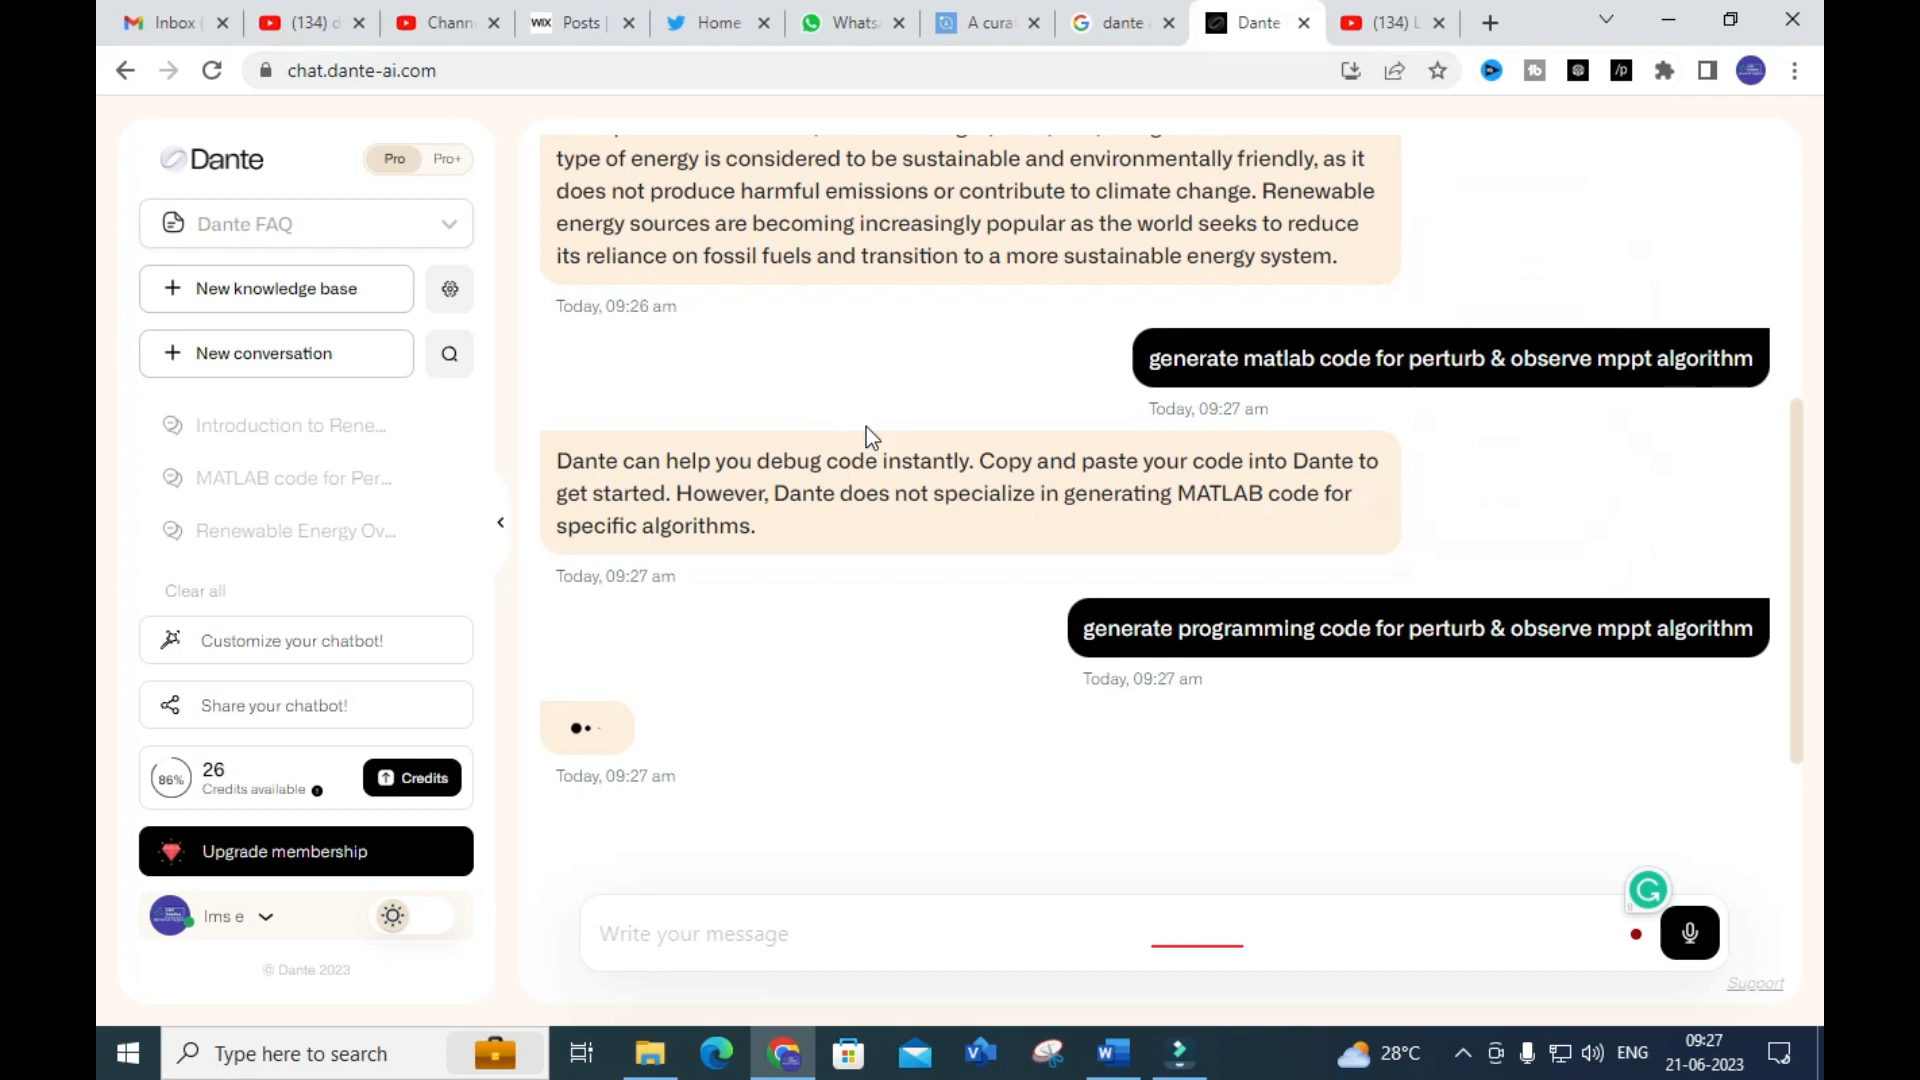 Inbox (
(134) d
Chann
WIX Posts |
Home
Whats
A cura
dante
Dante
(134) L
chat.dante-ai.com
Dante
Pro
Pro+
Dante FAQ
New knowledge base
New conversation
Introduction to Rene...
MATLAB code for Per...
Renewable Energy Ov...
Clear all
Customize your chatbot!
Share your chatbot!
86%
26
Credits available
Credits
Upgrade membership
lms e
© Dante 2023
type of energy is considered to be sustainable and environmentally friendly, as it
does not produce harmful emissions or contribute to climate change. Renewable
energy sources are becoming increasingly popular as the world seeks to reduce
its reliance on fossil fuels and transition to a more sustainable energy system.
Today, 09:26 am
generate matlab code for perturb & observe mppt algorithm
Today, 09:27 am
Dante can help you debug code instantly. Copy and paste your code into Dante to
get started. However, Dante does not specialize in generating MATLAB code for
specific algorithms.
Today, 09:27 am
generate programming code for perturb & observe mppt algorithm
Today, 09:27 am
Today, 09:27 am
Write your message
Support
Type here to search
28°C
ENG
09:27
21-06-2023